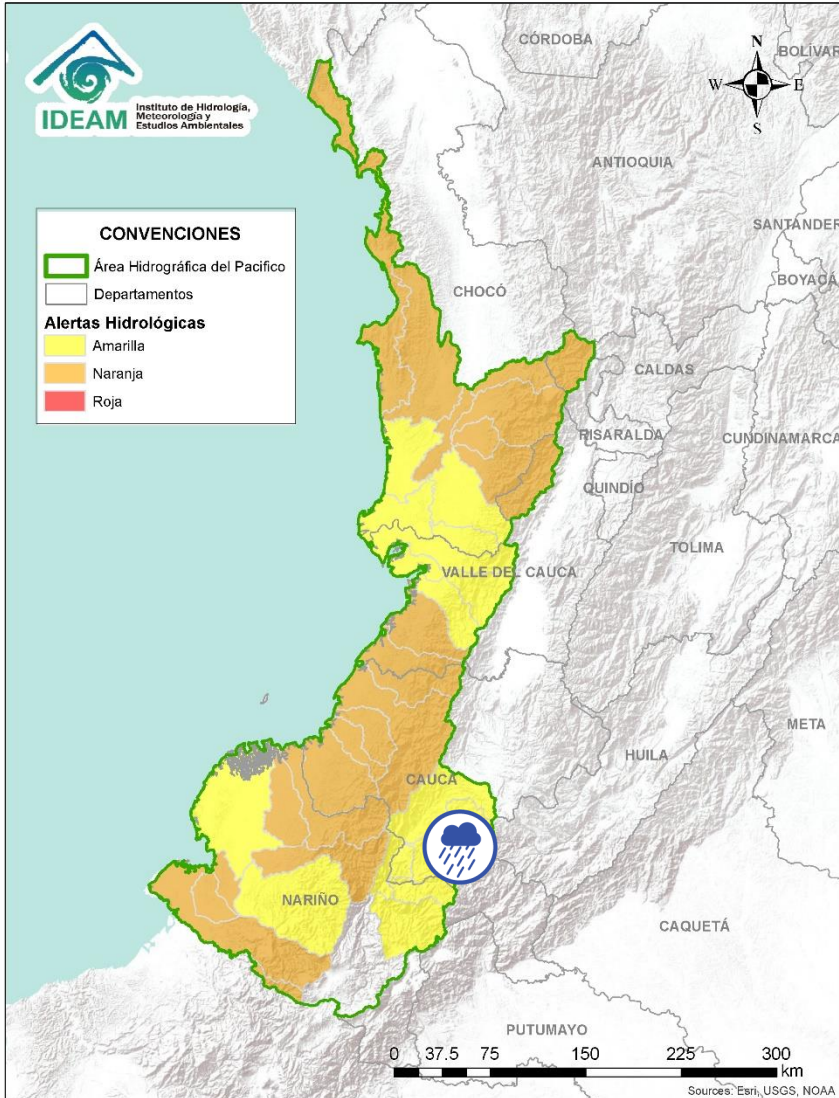 IDEAM
Instituto de Hidrología,
Meteorología y
Estudios Ambientales
N
W
E
S
CÓRDOBA
BOLÍVAR
ANTIOQUIA
SANTANDER
BOYACÁ
CHOCÓ
CALDAS
RISARALDA
CUNDINAMARCA
QUINDÍO
TOLIMA
VALLE DEL CAUCA
META
HUILA
CAUCA
NARIÑO
CAQUETÁ
PUTUMAYO
CONVENCIONES
Área Hidrográfica del Pacifico
Departamentos
Alertas Hidrológicas
Amarilla
Naranja
Roja
0 37.5 75 150 225 300
km
Sources: Esri, USGS, NOAA